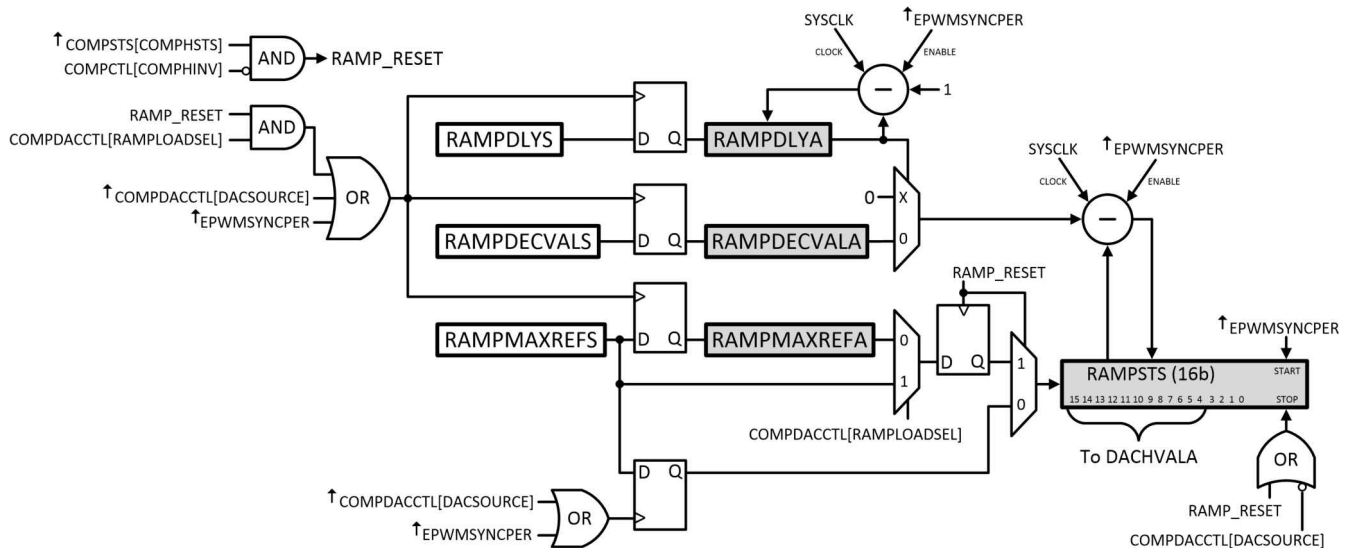 SYSCLK
↑EPWMSYNCPER
CLOCK
ENABLE
↑COMPSTS[COMPHSTS]
COMPCTL[COMPHINV]
AND
RAMP_RESET
− 1
RAMP_RESET
COMPDACCTL[RAMPLOADSEL]
AND
RAMPDLYS
D Q
RAMPDLYA
SYSCLK
↑EPWMSYNCPER
CLOCK
ENABLE
↑COMPDACCTL[DACSOURCE]
↑EPWMSYNCPER
OR
0 X
0
−
RAMPDECVALS
D Q
RAMPDECVALA
RAMP_RESET
RAMPMAXREFS
D Q
RAMPMAXREFA
0
1
D Q
1
0
↑EPWMSYNCPER
RAMPSTS (16b)
START
15 14 13 12 11 10 9 8 7 6 5 4 3 2 1 0
STOP
COMPDACCTL[RAMPLOADSEL]
To DACHVALA
OR
D Q
↑COMPDACCTL[DACSOURCE]
↑EPWMSYNCPER
OR
RAMP_RESET
COMPDACCTL[DACSOURCE]